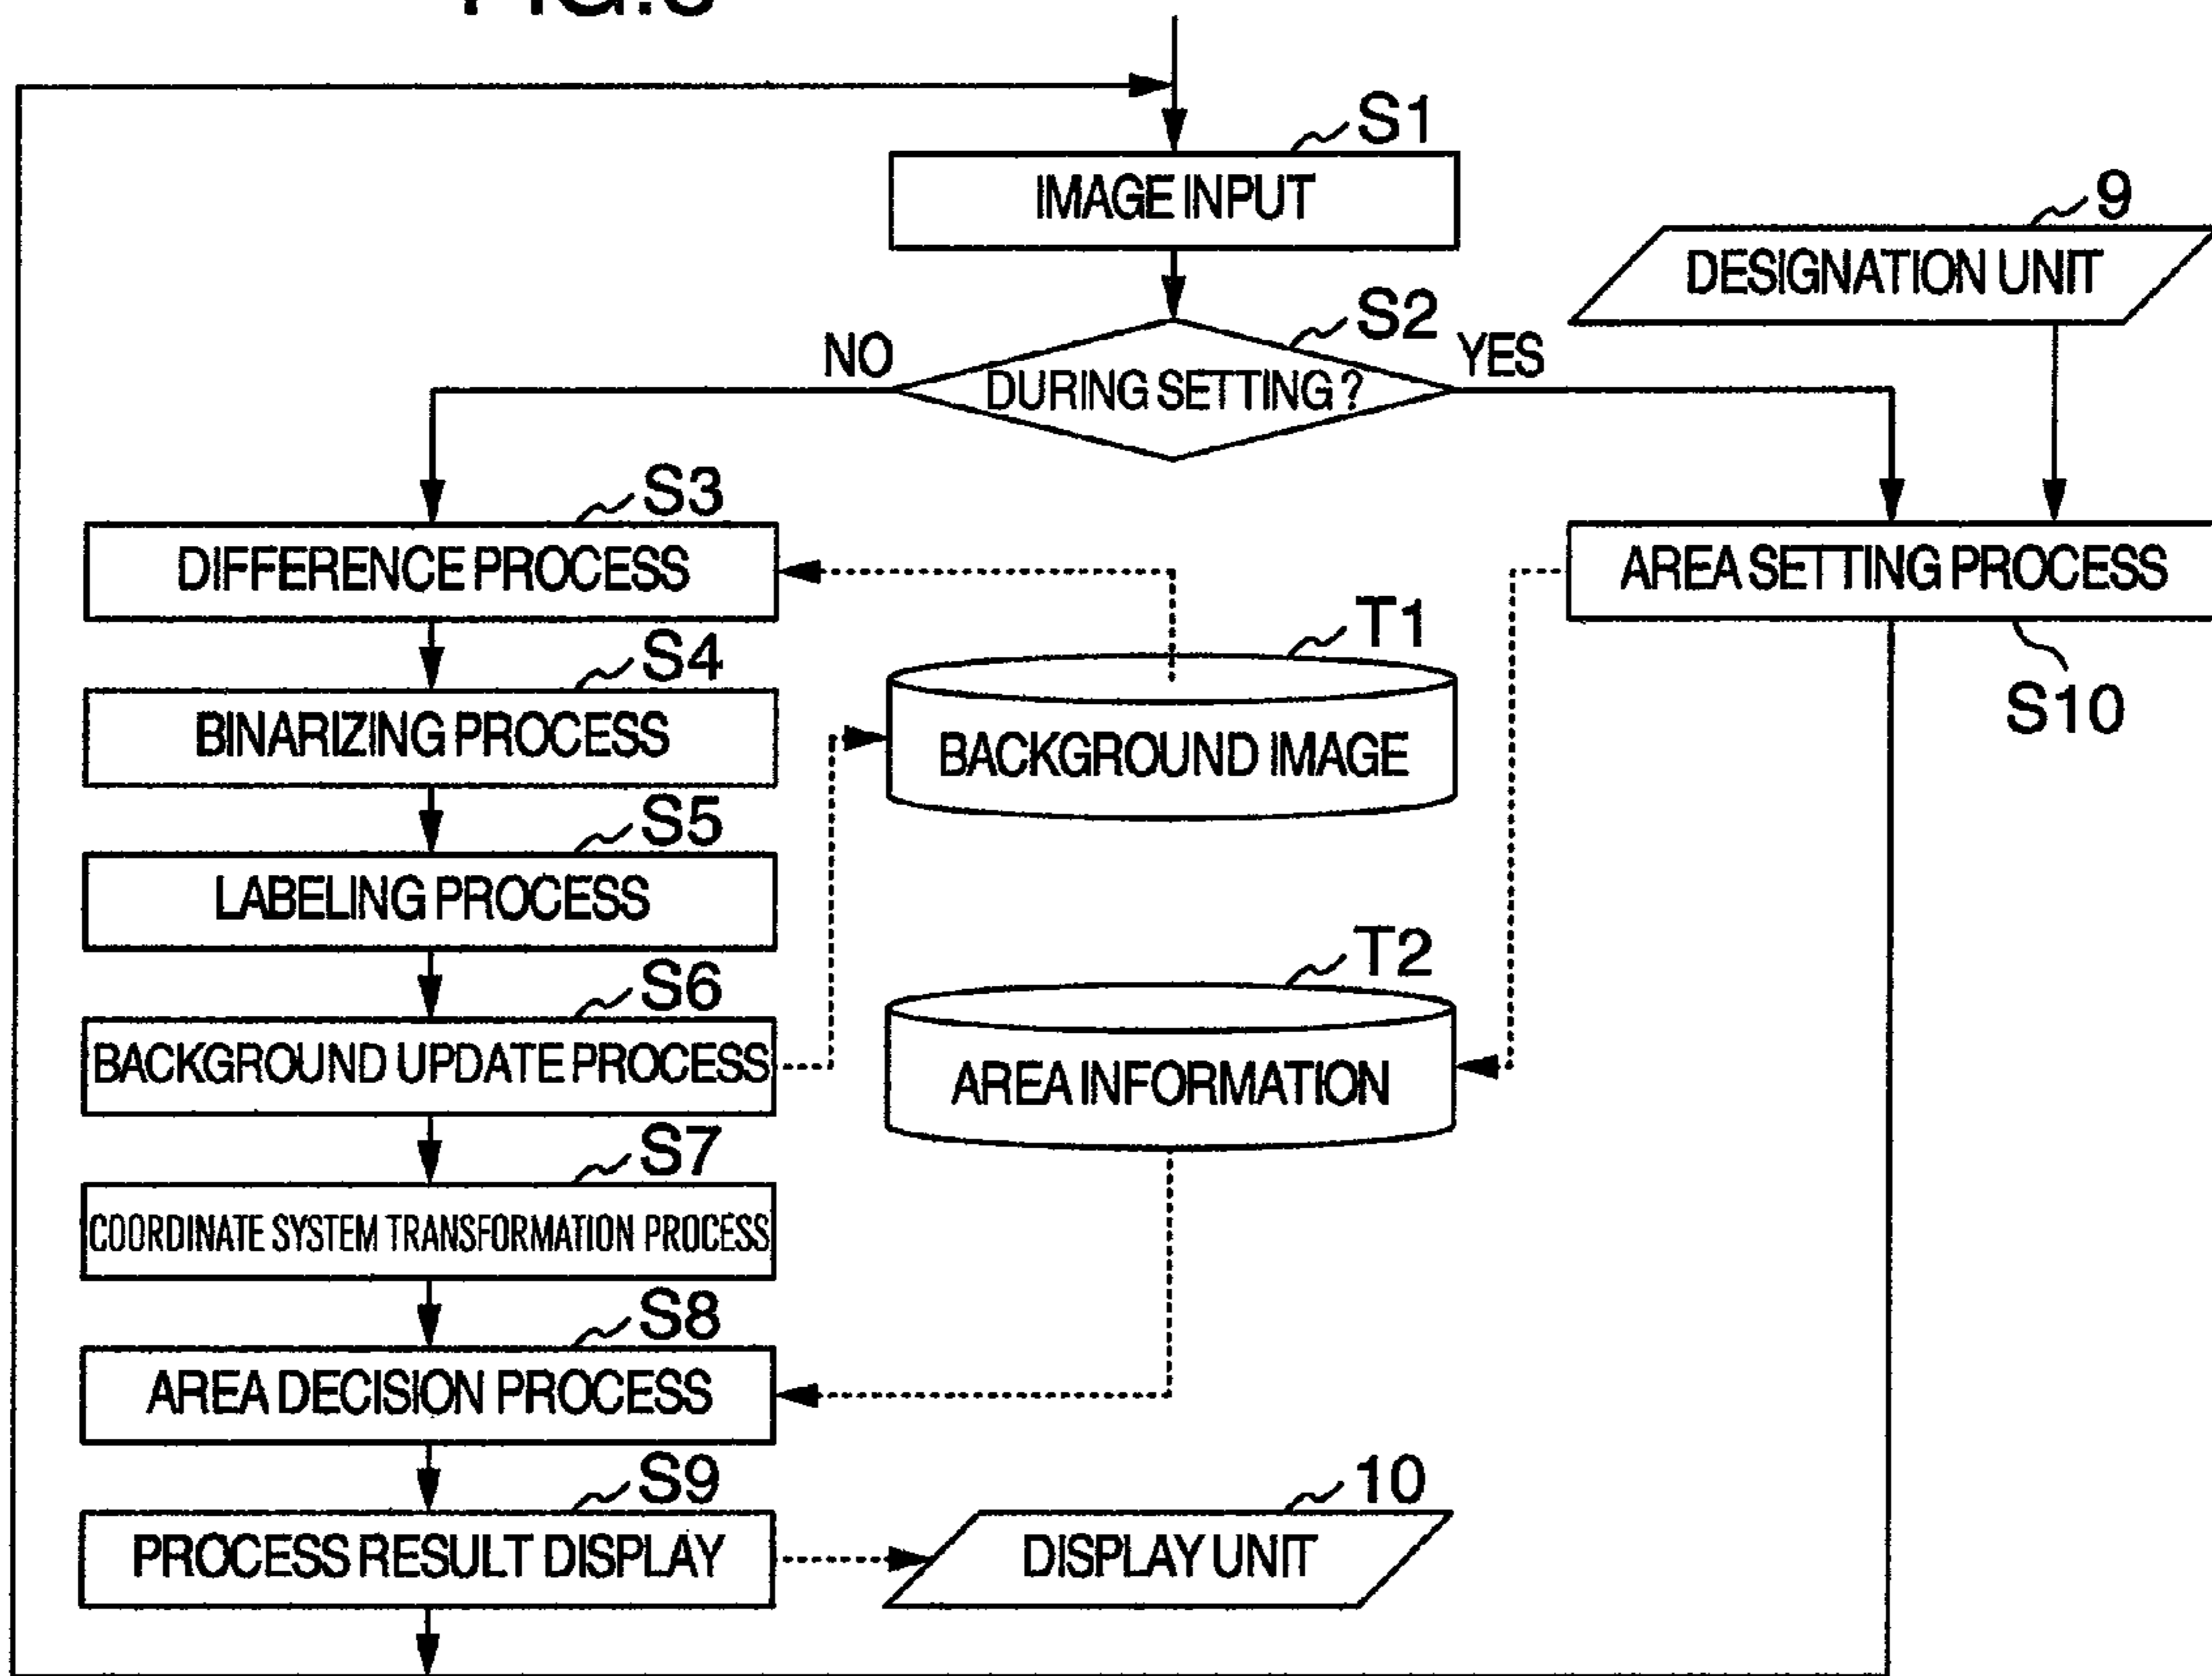 S1
IMAGE INPUT
9
DESIGNATION UNIT
S2
NO
YES
DURING SETTING ?
S3
DIFFERENCE PROCESS
AREA SETTING PROCESS
S10
T1
BACKGROUND IMAGE
S4
BINARIZING PROCESS
S5
LABELING PROCESS
T2
AREA INFORMATION
S6
BACKGROUND UPDATE PROCESS
S7
COORDINATE SYSTEM TRANSFORMATION PROCESS
S8
AREA DECISION PROCESS
S9
PROCESS RESULT DISPLAY
10
DISPLAY UNIT